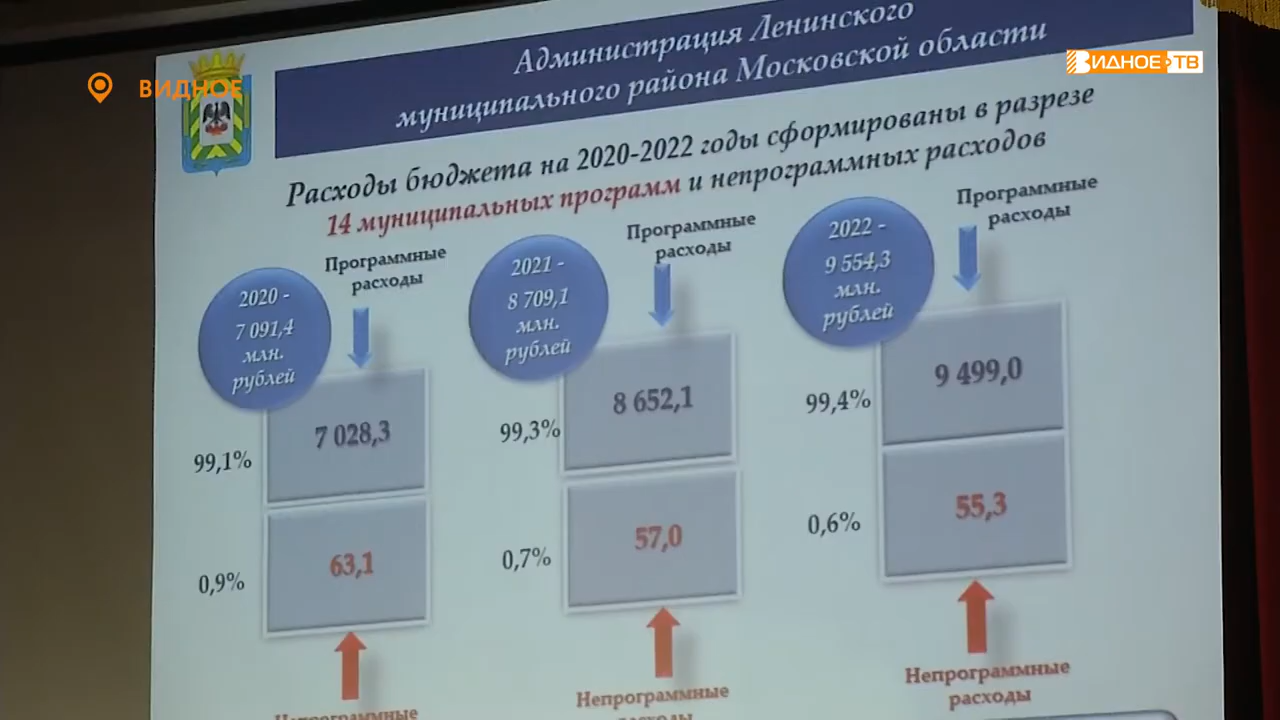 Администрация Ленинского
муниципального района Московской области
ВИДНОЕ
ВИДНОЕ ТВ
Расходы бюджета на 2020-2022 годы сформированы в разрезе
14 муниципальных программ и непрограммных расходов
2020 -
7 091,4
млн.
рублей
Программные
расходы
99,1%
7 028,3
0,9%
63,1
Непрограммные
2021 -
8 709,1
млн.
рублей
Программные
расходы
99,3%
8 652,1
0,7%
57,0
Непрограммные
расходы
2022 -
9 554,3
млн.
рублей
Программные
расходы
99,4%
9 499,0
0,6%
55,3
Непрограммные
расходы